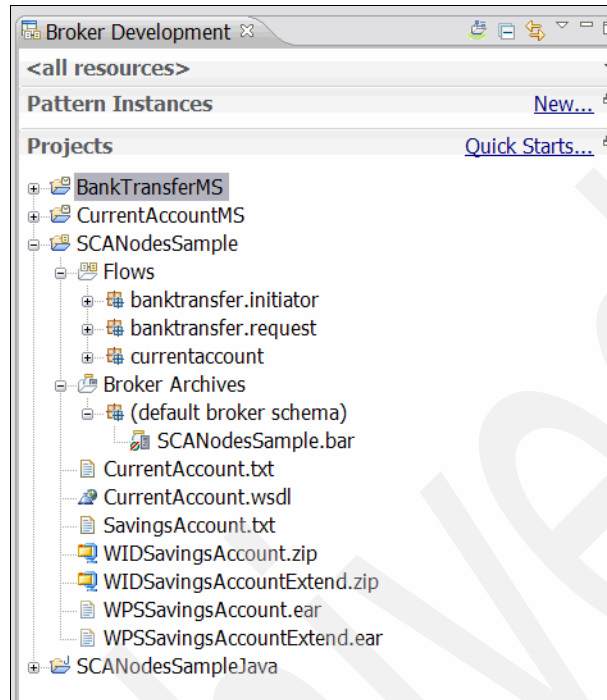 Broker Development
<all resources>
Pattern Instances New...
Projects Quick Starts...
BankTransferMS
CurrentAccountMS
SCANodesSample
Flows
banktransfer.initiator
banktransfer.request
currentaccount
Broker Archives
(default broker schema)
SCANodesSample.bar
CurrentAccount.txt
CurrentAccount.wsdl
SavingsAccount.txt
WIDSavingsAccount.zip
WIDSavingsAccountExtend.zip
WPSSavingsAccount.ear
WPSSavingsAccountExtend.ear
SCANodesSampleJava